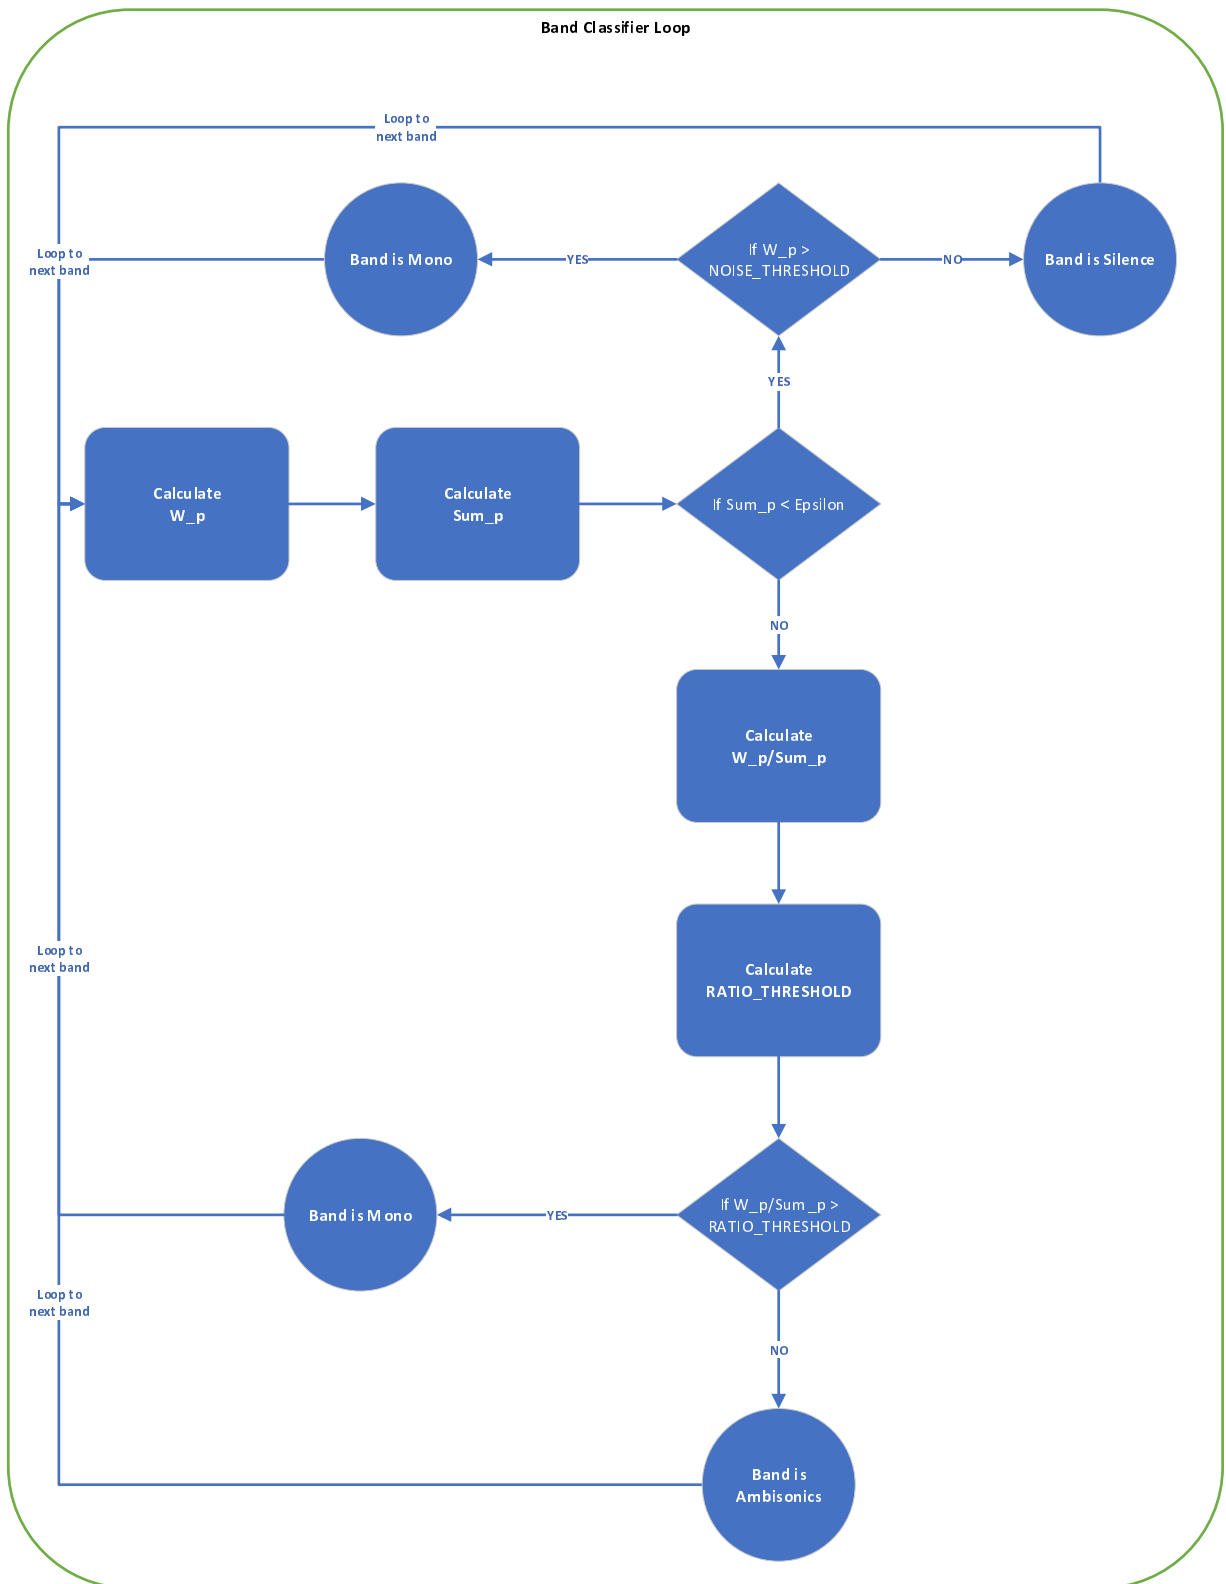 Band Classifier Loop
Loop to
next band
Loop to
next band
Band is Mono
YES
If W_p >
NOISE_THRESHOLD
NO
Band is Silence
YES
Calculate
W_p
Calculate
Sum_p
If Sum_p < Epsilon
NO
Calculate
W_p/Sum_p
Loop to
next band
Calculate
RATIO_THRESHOLD
Band is Mono
YES
If W_p/Sum_p >
RATIO_THRESHOLD
Loop to
next band
NO
Band is
Ambisonics